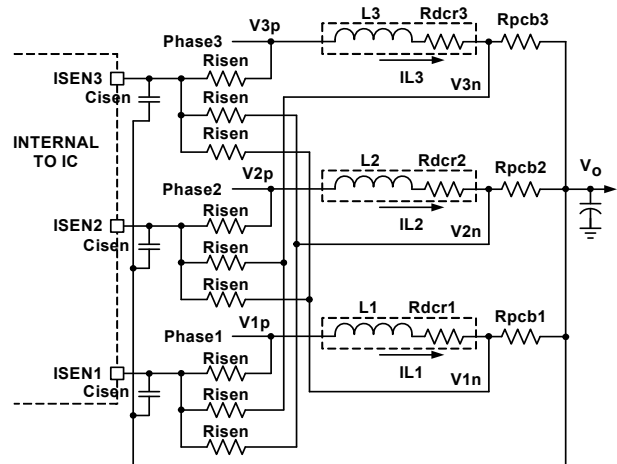 L3
Rdcr3
Rpcb3
V3p
Phase3
Risen
IL3
V3n
ISEN3
Cisen
Risen
Risen
INTERNAL
TO IC
L2
Rdcr2
Rpcb2
Vo
V2p
Phase2
Risen
IL2
V2n
ISEN2
Cisen
Risen
Risen
L1
Rdcr1
Rpcb1
V1p
Phase1
Risen
IL1
V1n
ISEN1
Cisen
Risen
Risen